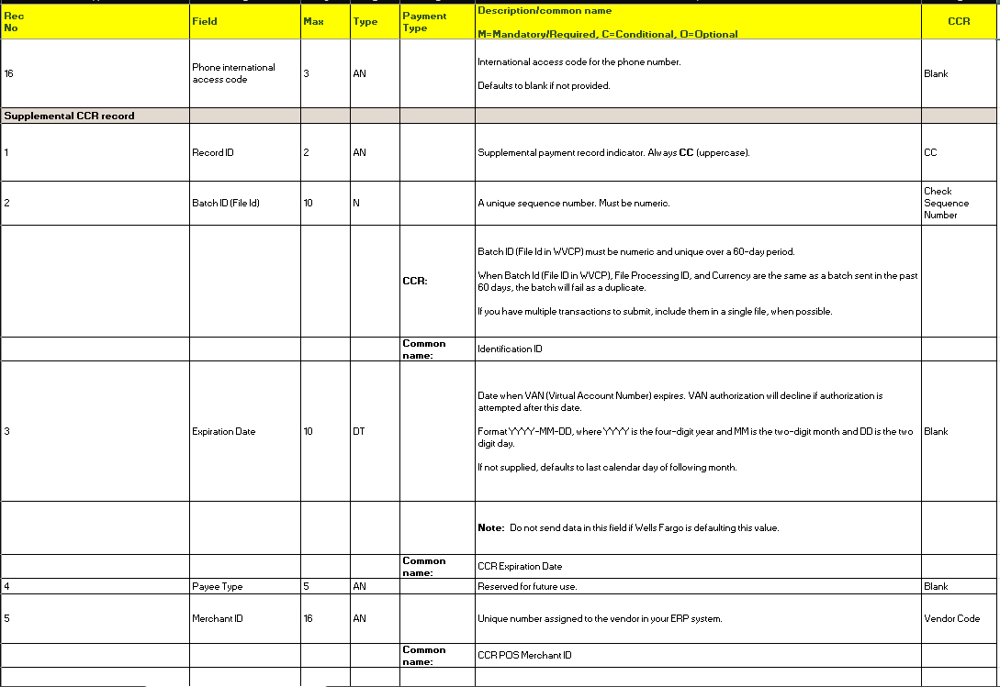 Rec No
Field
Max
Type
Payment Type
Description/common name
M=Mandatory/Required, C=Conditional, O=Optional
CCR
16
Phone international access code
3
AN
International access code for the phone number.
Defaults to blank if not provided.
Blank
Supplemental CCR record
1
Record ID
2
AN
Supplemental payment record indicator. Always CC (uppercase).
CC
2
Batch ID (File Id)
10
N
A unique sequence number. Must be numeric.
Check
Sequence
Number
CCR:
Batch ID (File Id in WVCP) must be numeric and unique over a 60-day period.
When Batch Id (File ID in WVCP), File Processing ID, and Currency are the same as a batch sent in the past
60 days, the batch will fail as a duplicate.
If you have multiple transactions to submit, include them in a single file, when possible.
Common
name:
Identification ID
3
Expiration Date
10
DT
Date when VAN (Virtual Account Number) expires. VAN authorization will decline if authorization is
attempted after this date.
Format YYYY-MM-DD, where YYYY is the four-digit year and MM is the two-digit month and DD is the two
digit day.
If not supplied, defaults to last calendar day of following month.
Blank
Note: Do not send data in this field if Wells Fargo is defaulting this value.
Common
name:
CCR Expiration Date
4
Payee Type
5
AN
Reserved for future use.
Blank
5
Merchant ID
16
AN
Unique number assigned to the vendor in your ERP system.
Vendor Code
Common
name:
CCR POS Merchant ID